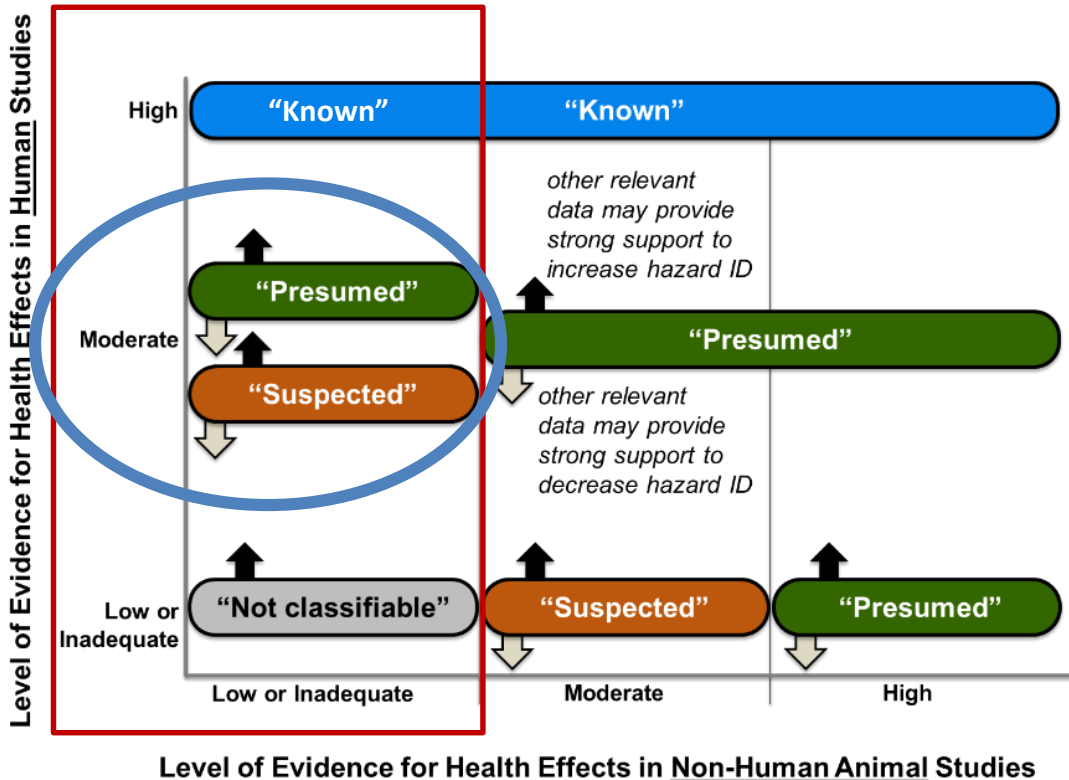 Level of Evidence for Health Effects in Human Studies
High
“Known”
“Known”
other relevant
data may provide
strong support to
increase hazard ID
“Presumed”
Moderate
“Presumed”
“Suspected”
other relevant
data may provide
strong support to
decrease hazard ID
Low or
Inadequate
“Not classifiable”
“Suspected”
“Presumed”
Low or Inadequate
Moderate
High
Level of Evidence for Health Effects in Non-Human Animal Studies